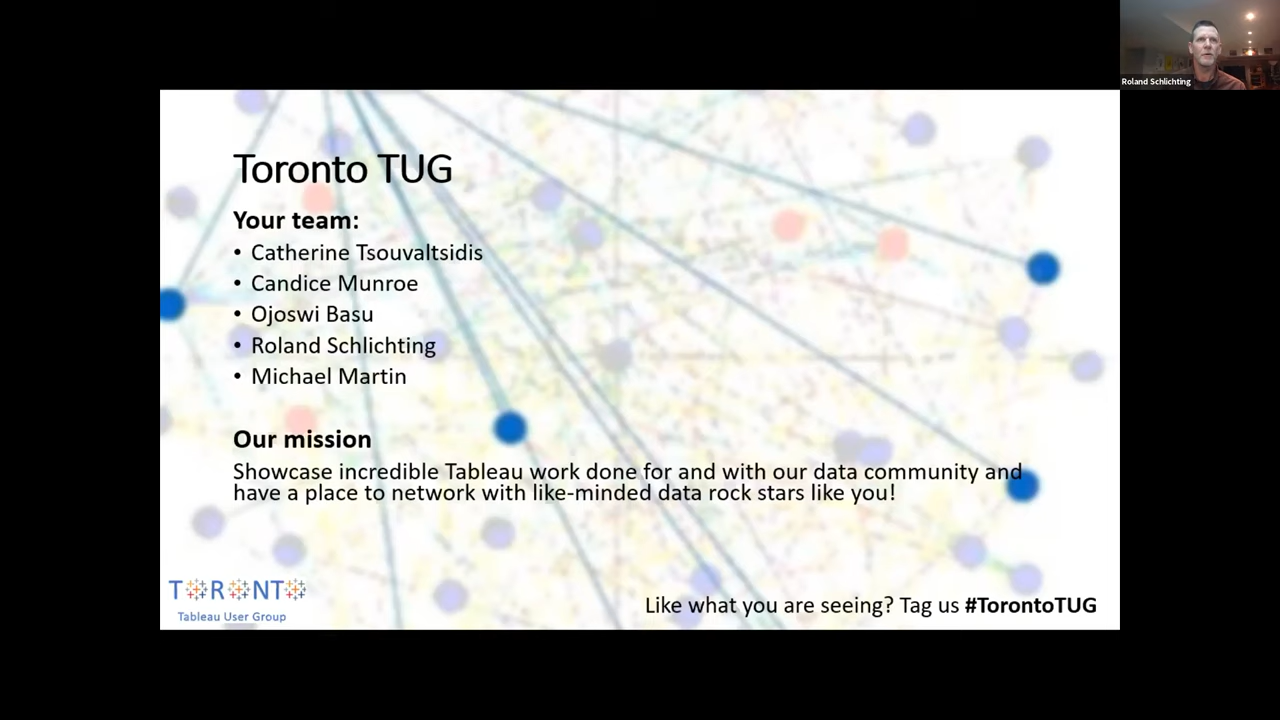 Roland Schlichting
Toronto TUG
Your team:
• Catherine Tsouvaltsidis
• Candice Munroe
• Ojoswi Basu
• Roland Schlichting
• Michael Martin
Our mission
Showcase incredible Tableau work done for and with our data community and
have a place to network with like-minded data rock stars like you!
TORONTO
Tableau User Group
Like what you are seeing? Tag us #TorontoTUG